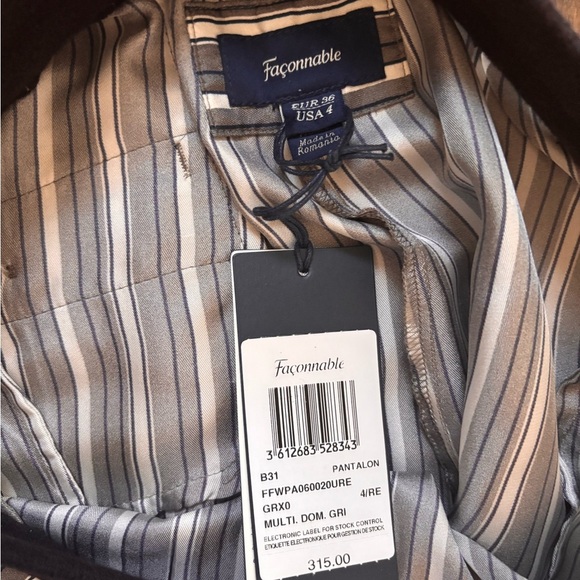 Façonnable
EUR 36
USA 4
Made in
Romania
Façonnable
3 612683 528343
B31 PANTALON
FFWPA060020URE
GRX0 4/RE
MULTI. DOM. GRI
ELECTRONIC LABEL FOR STOCK CONTROL
ETIQUETTE ELECTRONIQUE POUR GESTION DE STOCK
315.00